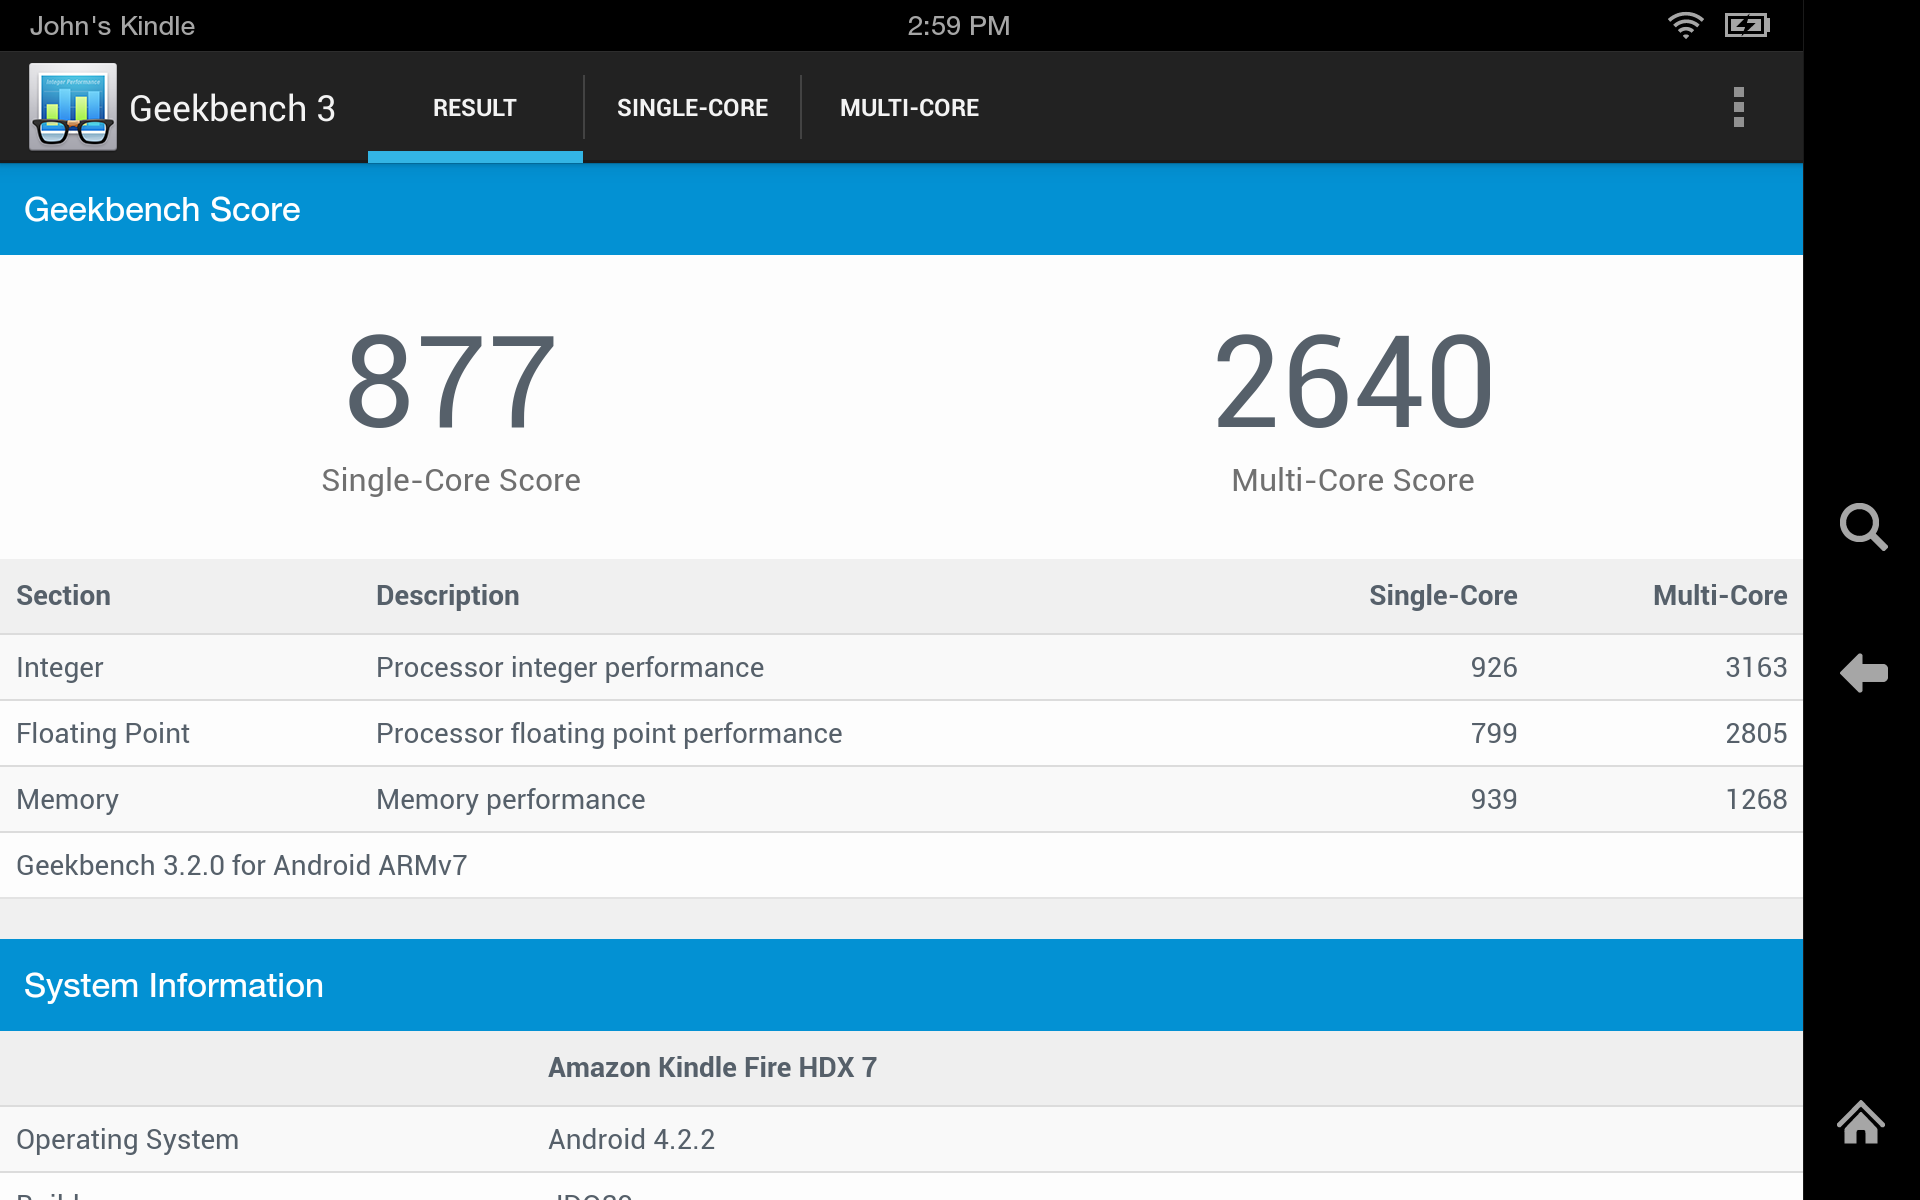 John's Kindle 2:59 PM
Integer Performance
Geekbench 3 RESULT SINGLE-CORE MULTI-CORE
Geekbench Score
877 2640
Single-Core Score Multi-Core Score
Section Description Single-Core Multi-Core
Integer Processor integer performance 926 3163
Floating Point Processor floating point performance 799 2805
Memory Memory performance 939 1268
Geekbench 3.2.0 for Android ARMv7
System Information
Amazon Kindle Fire HDX 7
Operating System Android 4.2.2